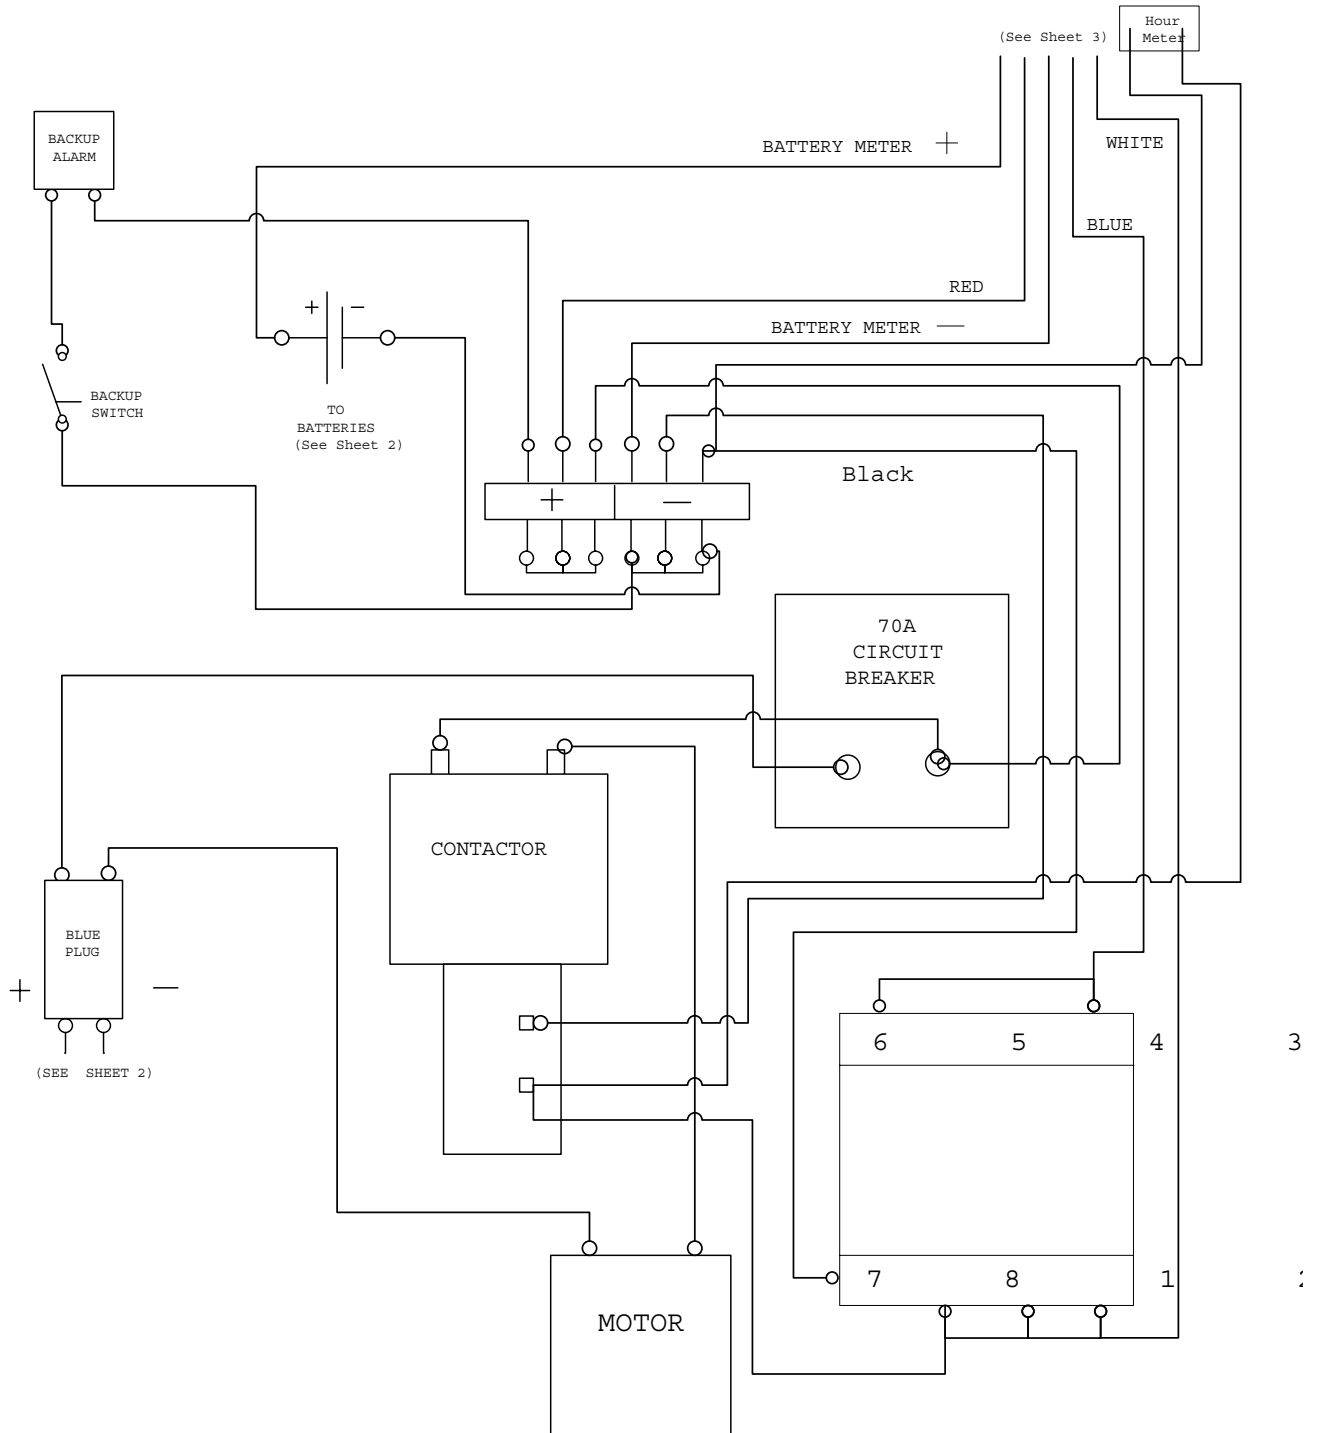 Hour
Meter
(See Sheet 3)
BACKUP
ALARM
BATTERY METER +
WHITE
BLUE
RED
+ -
BATTERY METER -
BACKUP
SWITCH
TO
BATTERIES
(See Sheet 2)
Black
+ -
70A
CIRCUIT
BREAKER
CONTACTOR
BLUE
PLUG
+ -
6 5 4 3
(SEE SHEET 2)
7 8 1
MOTOR